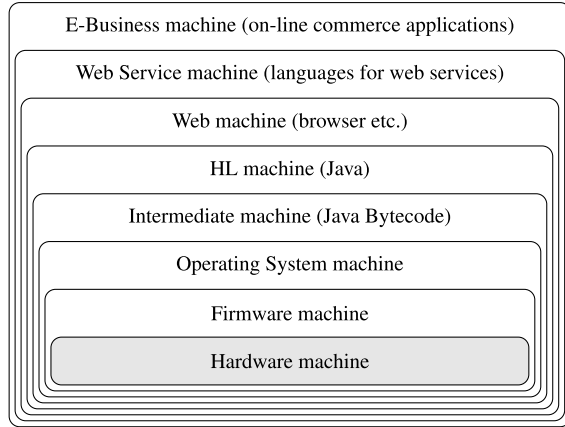 E-Business machine (on-line commerce applications)
Web Service machine (languages for web services)
Web machine (browser etc.)
HL machine (Java)
Intermediate machine (Java Bytecode)
Operating System machine
Firmware machine
Hardware machine